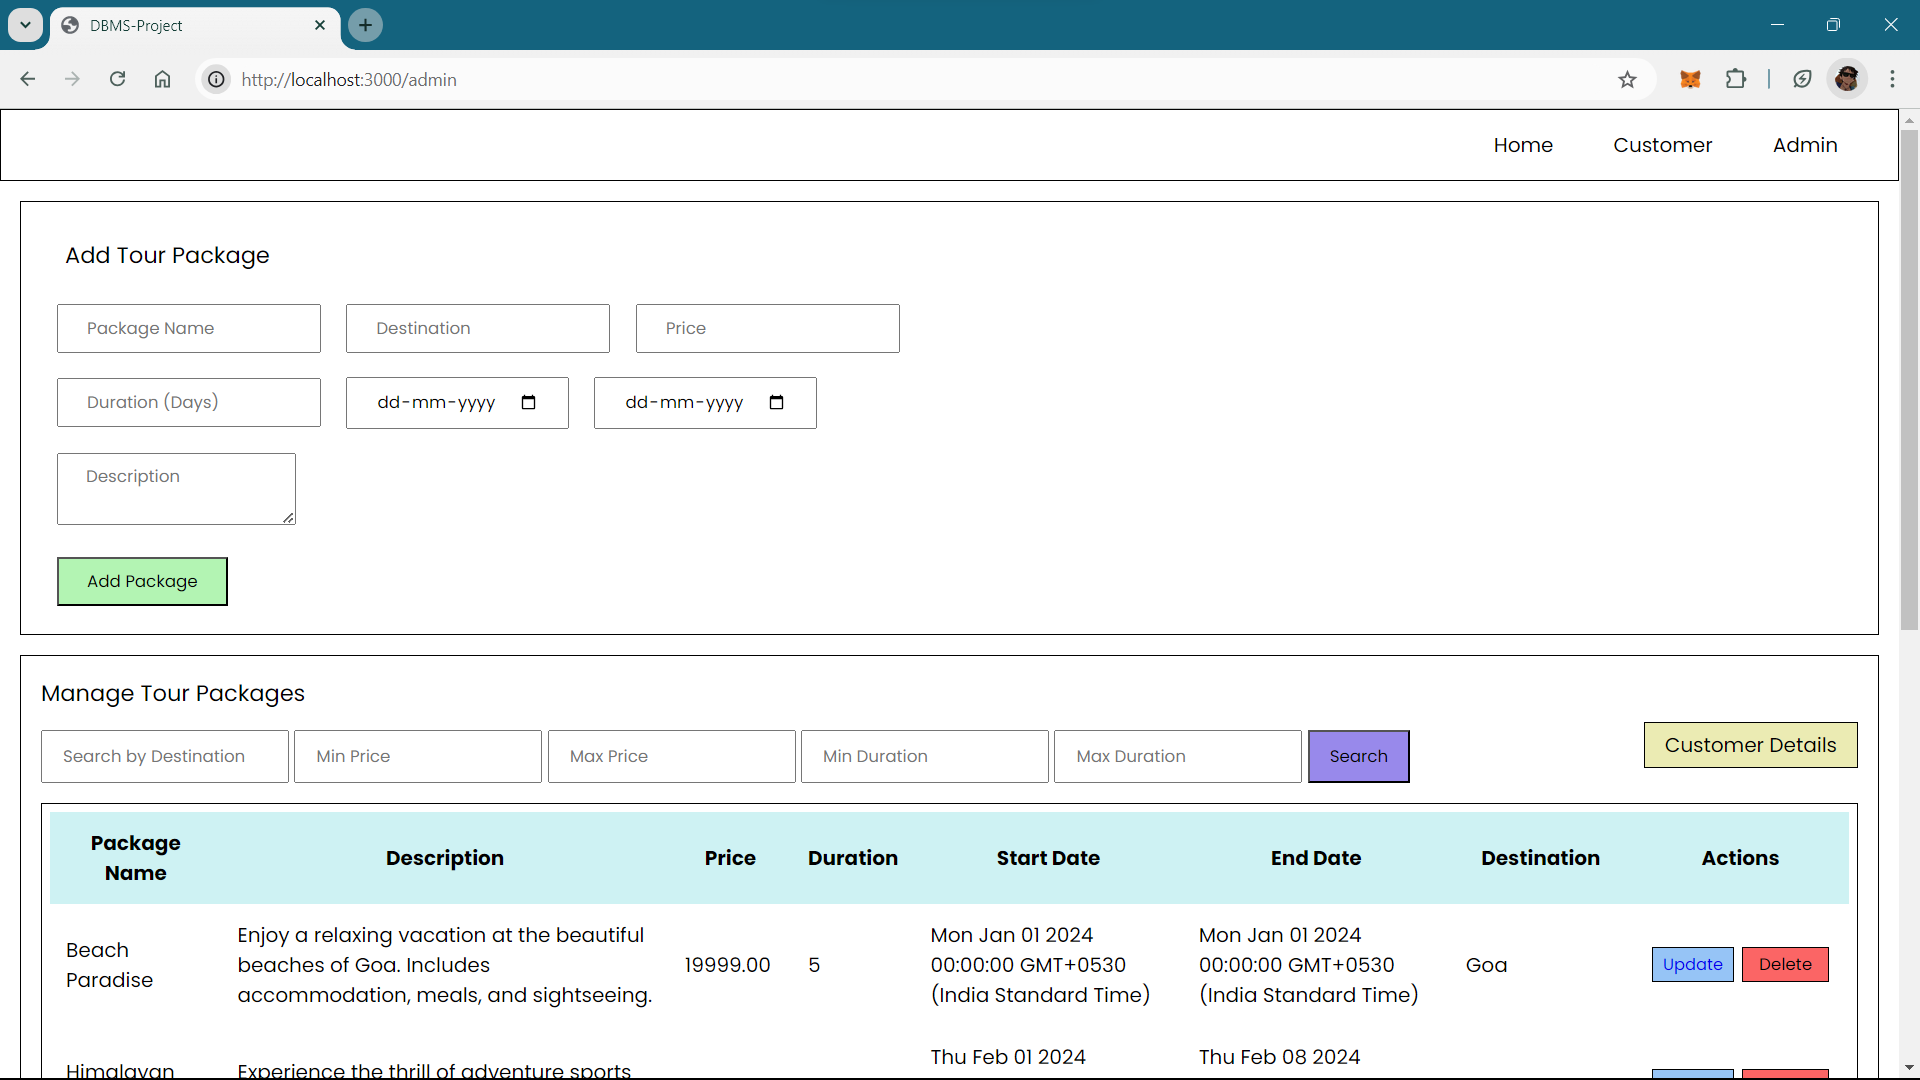 DBMS-Project
http://localhost:3000/admin
Home Customer Admin
Add Tour Package
Package Name Destination Price
Duration (Days) dd-mm-yyyy dd-mm-yyyy
Description
Add Package
Manage Tour Packages
Search by Destination Min Price Max Price Min Duration Max Duration Search Customer Details
Package
Name
Description Price Duration Start Date End Date Destination Actions
Beach
Paradise
Enjoy a relaxing vacation at the beautiful
beaches of Goa. Includes
accommodation, meals, and sightseeing.
19999.00
5
Mon Jan 01 2024
00:00:00 GMT+0530
(India Standard Time)
Mon Jan 01 2024
00:00:00 GMT+0530
(India Standard Time)
Goa
Update Delete
Himalayan
Experience the thrill of adventure sports
Thu Feb 01 2024
Thu Feb 08 2024